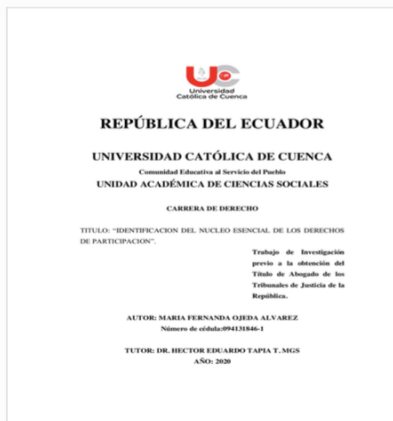 UC
Universidad
Católica de Cuenca
REPÚBLICA DEL ECUADOR
UNIVERSIDAD CATÓLICA DE CUENCA
Comunidad Educativa al Servicio del Pueblo
UNIDAD ACADÉMICA DE CIENCIAS SOCIALES
CARRERA DE DERECHO
TITULO: “IDENTIFICACION DEL NUCLEO ESENCIAL DE LOS DERECHOS
DE PARTICIPACION”.
Trabajo de Investigación
previo a la obtención del
Título de Abogado de los
Tribunales de Justicia de la
República.
AUTOR: MARIA FERNANDA OJEDA ALVAREZ
Número de cédula:094131846-1
TUTOR: DR. HECTOR EDUARDO TAPIA T. MGS
AÑO: 2020